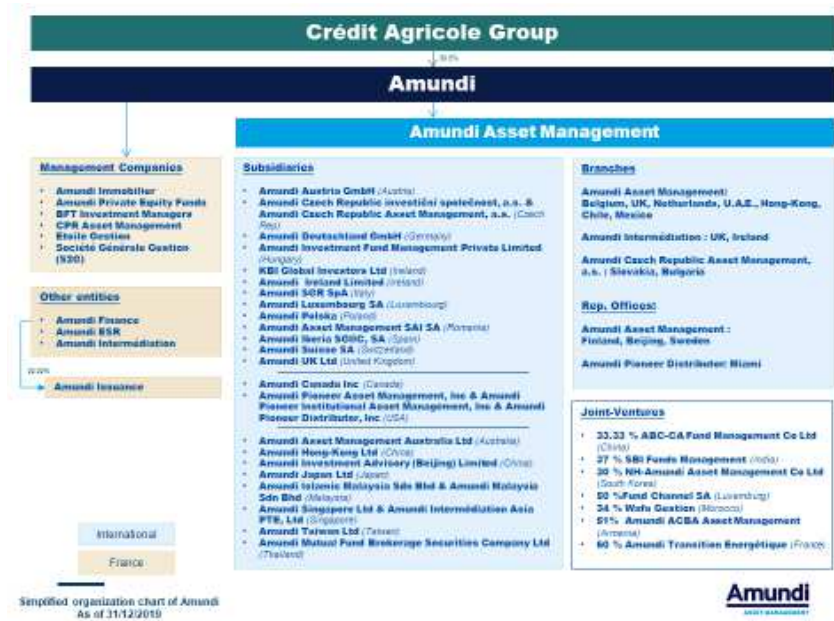 Crédit Agricole Group
Amundi
Amundi Asset Management
Management Companies
Amundi Immobilier
Amundi Private Equity Funds
BFT Investment Managers
CPR Asset Management
Etoile Gestion
Société Générale Gestion
(S2G)
Other entities
Amundi Finance
Amundi ESR
Amundi Intermédiation
Amundi Issuance
Subsidiaries
Amundi Austria GmbH (Austria)
Amundi Czech Republic investiční společnost, a.s. &
Amundi Czech Republic Asset Management, a.s. (Czech
Rep)
Amundi Deutschland GmbH (Germany)
Amundi Investment Fund Management Private Limited
(Hungary)
KBI Global Investors Ltd (Ireland)
Amundi Ireland Limited (Ireland)
Amundi SGR SpA (Italy)
Amundi Luxembourg SA (Luxembourg)
Amundi Polska (Poland)
Amundi Asset Management SAI SA (Romania)
Amundi Iberia SGIIC, SA (Spain)
Amundi Suisse SA (Switzerland)
Amundi UK Ltd (United Kingdom)
Amundi Canada Inc (Canada)
Amundi Pioneer Asset Management, Inc & Amundi
Pioneer Institutional Asset Management, Inc & Amundi
Pioneer Distributor, Inc (USA)
Amundi Asset Management Australia Ltd (Australia)
Amundi Hong-Kong Ltd (China)
Amundi Investment Advisory (Beijing) Limited (China)
Amundi Japan Ltd (Japan)
Amundi Islamic Malaysia Sdn Bhd & Amundi Malaysia
Sdn Bhd (Malaysia)
Amundi Singapore Ltd & Amundi Intermédiation Asia
PTE, Ltd (Singapore)
Amundi Taiwan Ltd (Taiwan)
Amundi Mutual Fund Brokerage Securities Company Ltd
(Thailand)
Branches
Amundi Asset Management:
Belgium, UK, Netherlands, U.A.E., Hong-Kong,
Chile, Mexico
Amundi Intermédiation : UK, Ireland
Amundi Czech Republic Asset Management,
a.s. : Slovakia, Bulgaria
Rep. Offices:
Amundi Asset Management :
Finland, Beijing, Sweden
Amundi Pioneer Distributor: Miami
Joint-Ventures
33.33 % ABC-CA Fund Management Co Ltd
(China)
37 % SBI Funds Management (India)
30 % NH-Amundi Asset Management Co Ltd
(South Korea)
50 %Fund Channel SA (Luxemburg)
34 % Wafa Gestion (Morocco)
51% Amundi ACBA Asset Management
(Armenia)
60 % Amundi Transition Energétique (France)
International
France
Simplified organization chart of Amundi
As of 31/12/2019
Amundi
ASSET MANAGEMENT